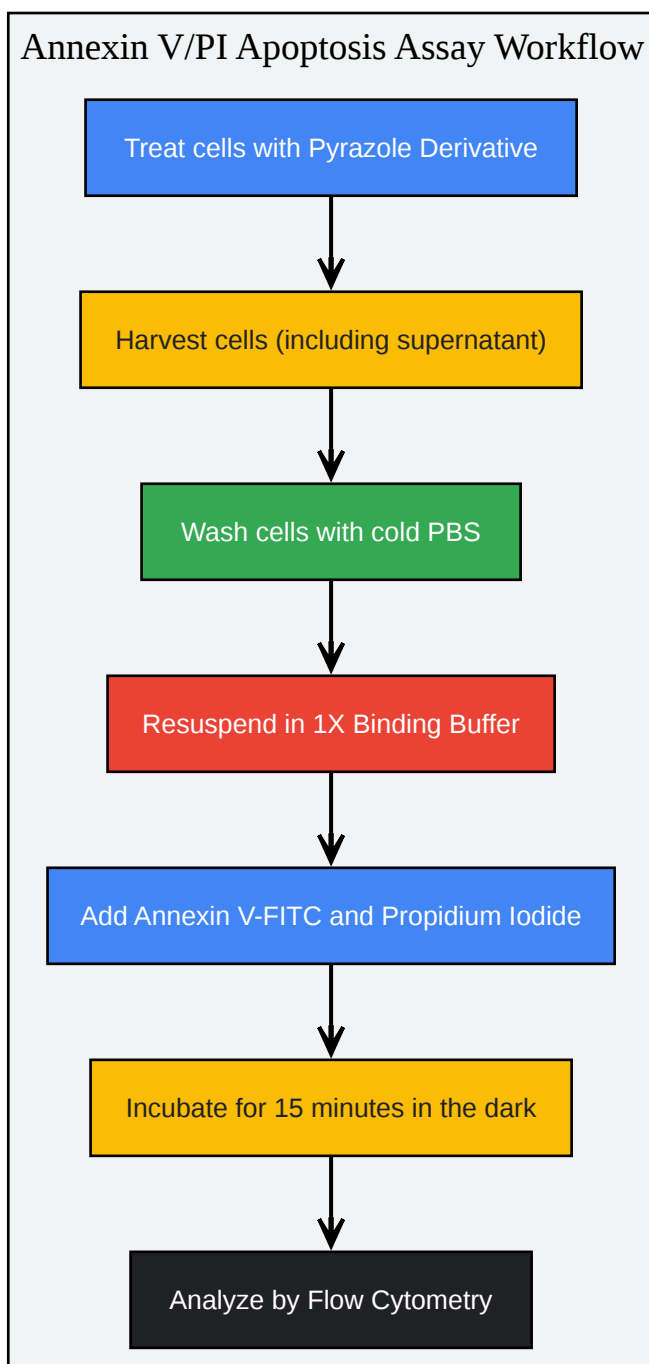 Annexin V/PI Apoptosis Assay Workflow
Treat cells with Pyrazole Derivative
Harvest cells (including supernatant)
Wash cells with cold PBS
Resuspend in 1X Binding Buffer
Add Annexin V-FITC and Propidium Iodide
Incubate for 15 minutes in the dark
Analyze by Flow Cytometry